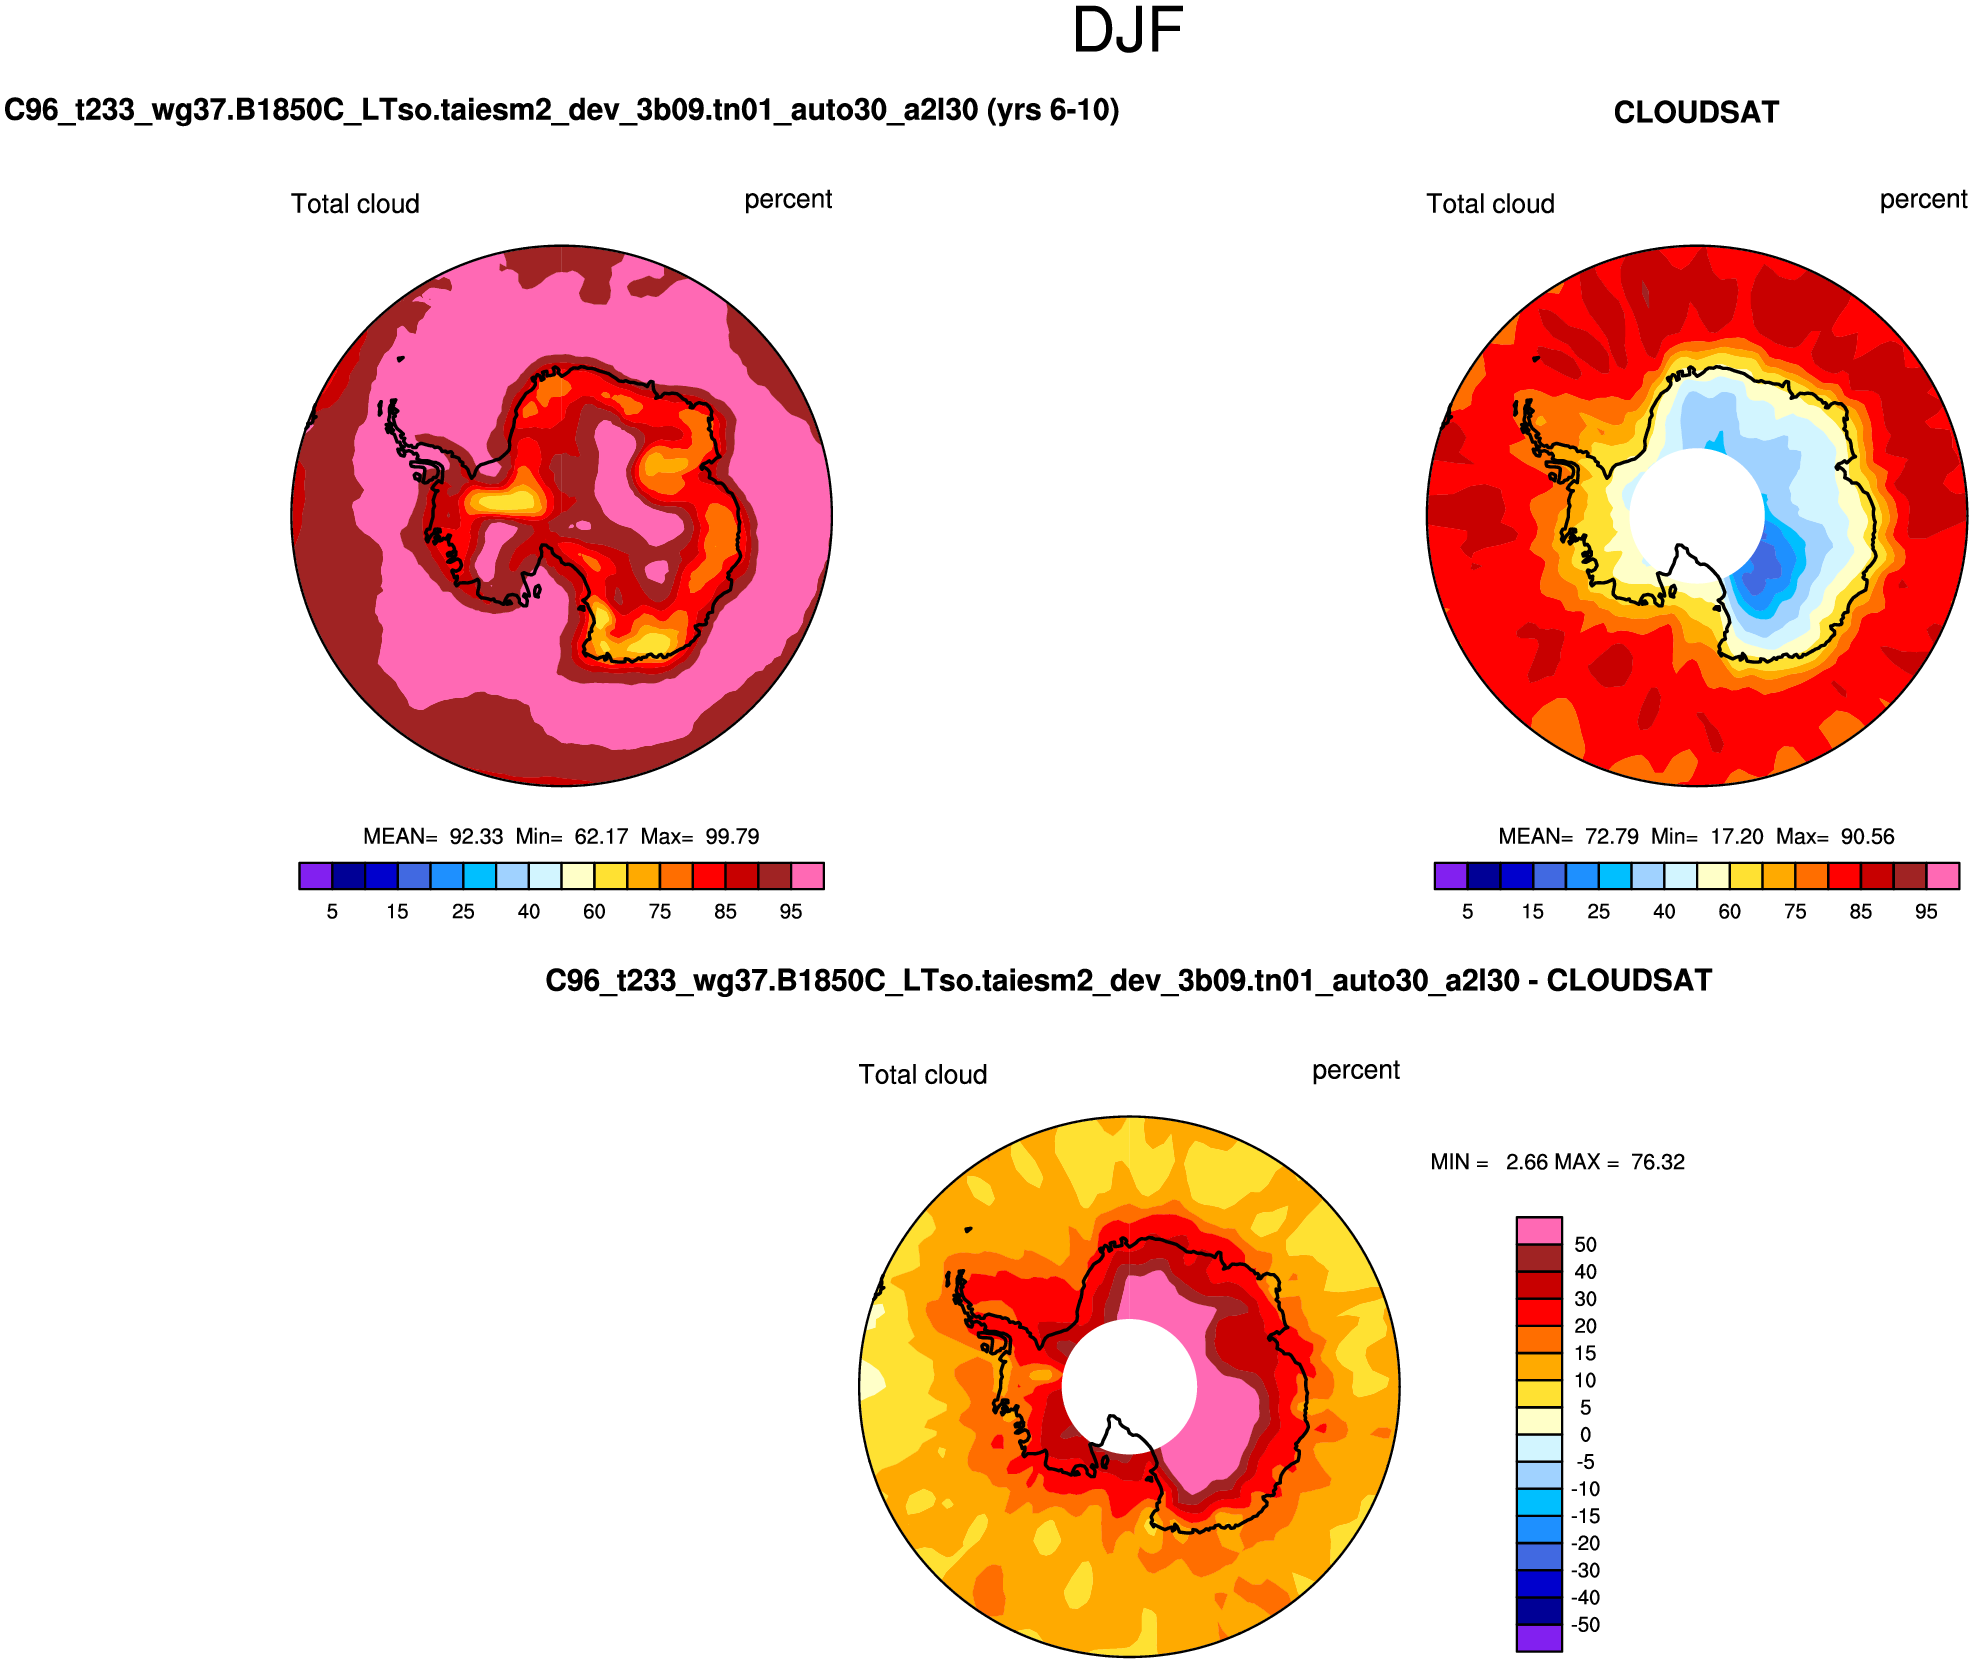 DJF
C96_t233_wg37.B1850C_LTso.taiesm2_dev_3b09.tn01_auto30_a2l30 (yrs 6-10)
CLOUDSAT
Total cloud percent
Total cloud percent
MEAN= 92.33 Min= 62.17 Max= 99.79
MEAN= 72.79 Min= 17.20 Max= 90.56
5 15 25 40 60 75 85 95
5 15 25 40 60 75 85 95
C96_t233_wg37.B1850C_LTso.taiesm2_dev_3b09.tn01_auto30_a2l30 - CLOUDSAT
Total cloud percent
MIN = 2.66 MAX = 76.32
50
40
30
20
15
10
5
0
-5
-10
-15
-20
-30
-40
-50